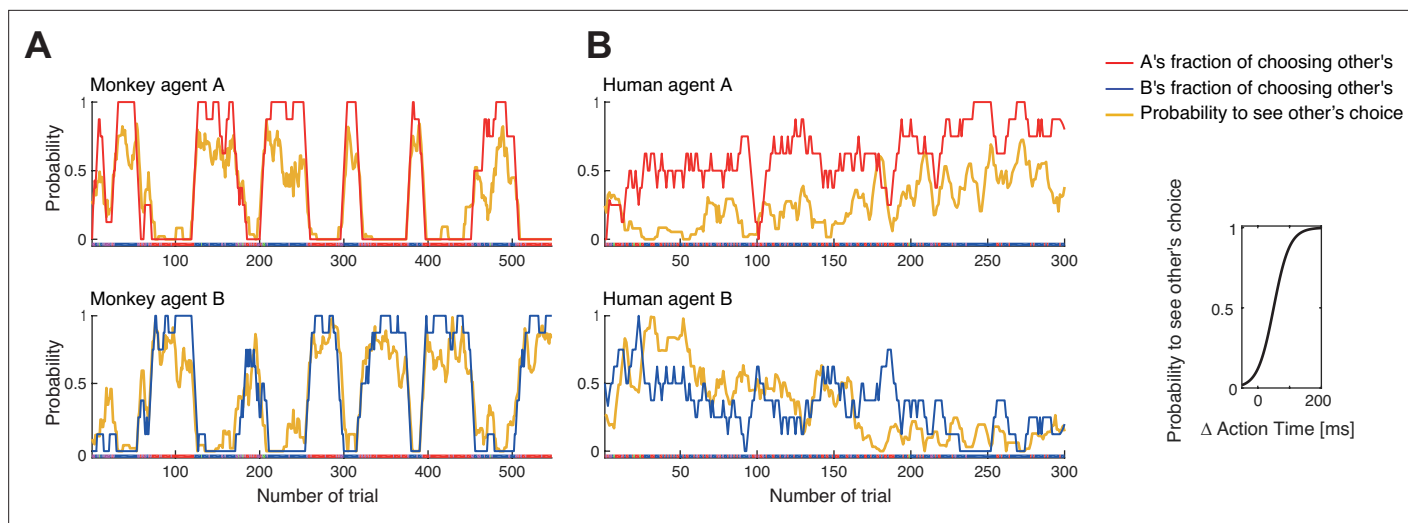 A
B
Monkey agent A
Human agent A
A's fraction of choosing other's
B's fraction of choosing other's
Probability to see other's choice
Probability
1
0.5
0
100
200
300
400
500
1
0.5
0
50
100
150
200
250
300
Monkey agent B
Human agent B
Probability
1
0.5
0
100
200
300
400
500
Number of trial
1
0.5
0
50
100
150
200
250
300
Number of trial
Probability to see other's choice
1
0.5
0
0
200
Δ Action Time [ms]